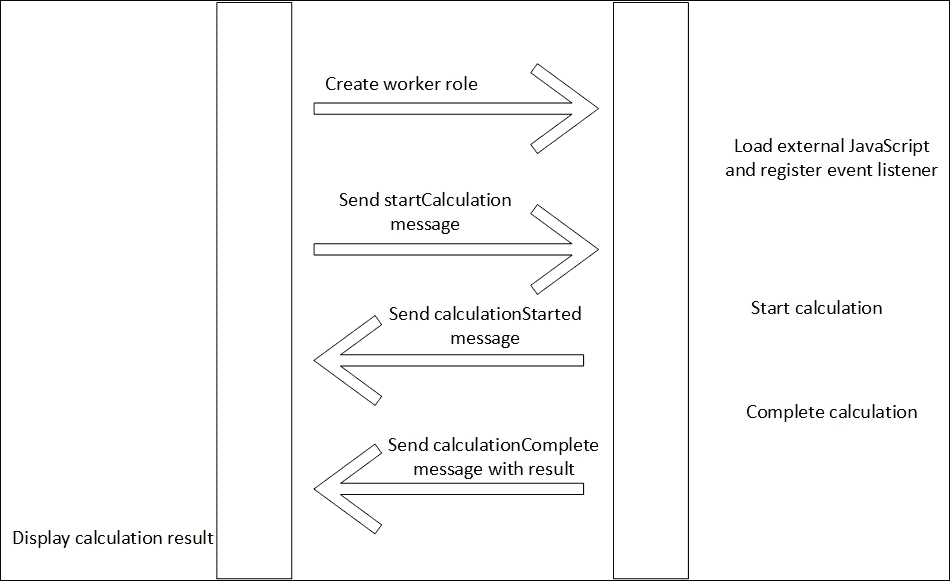 Create worker role
Load external JavaScript
and register event listener
Send startCalculation
message
Start calculation
Send calculationStarted
message
Complete calculation
Send calculationComplete
message with result
Display calculation result